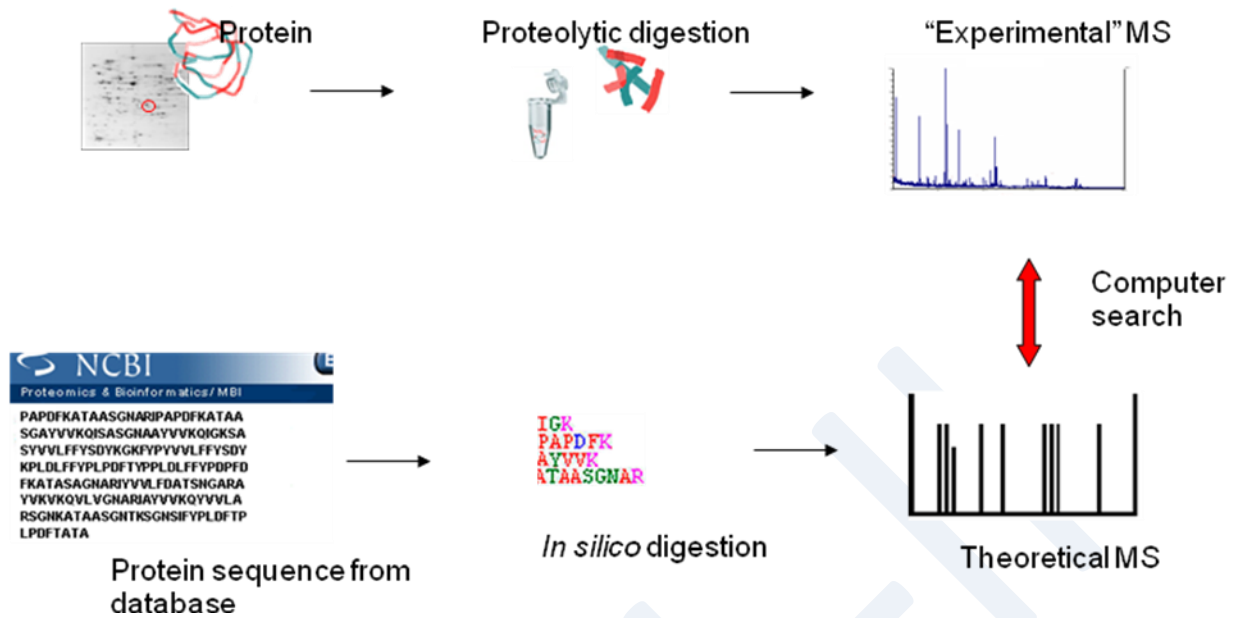 Protein
Proteolytic digestion
“Experimental” MS
Computer
search
NCBI
Proteomics & Bioinformatics/ MBI
PAPDFKATAASGNARIPAPDFKATAA
SGAYVVKQISASGNAAYVVKQIGKSA
SYVVLFFYSDYKGKFYPYVVLFFYSDY
KPLDLFFYPLPDFTYPPLDLFFYPDPFD
FKATASAGNARIYVVLFDATSNGARA
YVKVKQVLVGNARIAYVVKQYVVLA
RSGNKATAASGNTKSGNSIFYPLDFTP
LPDFTATA
IGK
PAPDFK
AYVVK
ATAASGNAR
Protein sequence from
database
In silico digestion
Theoretical MS